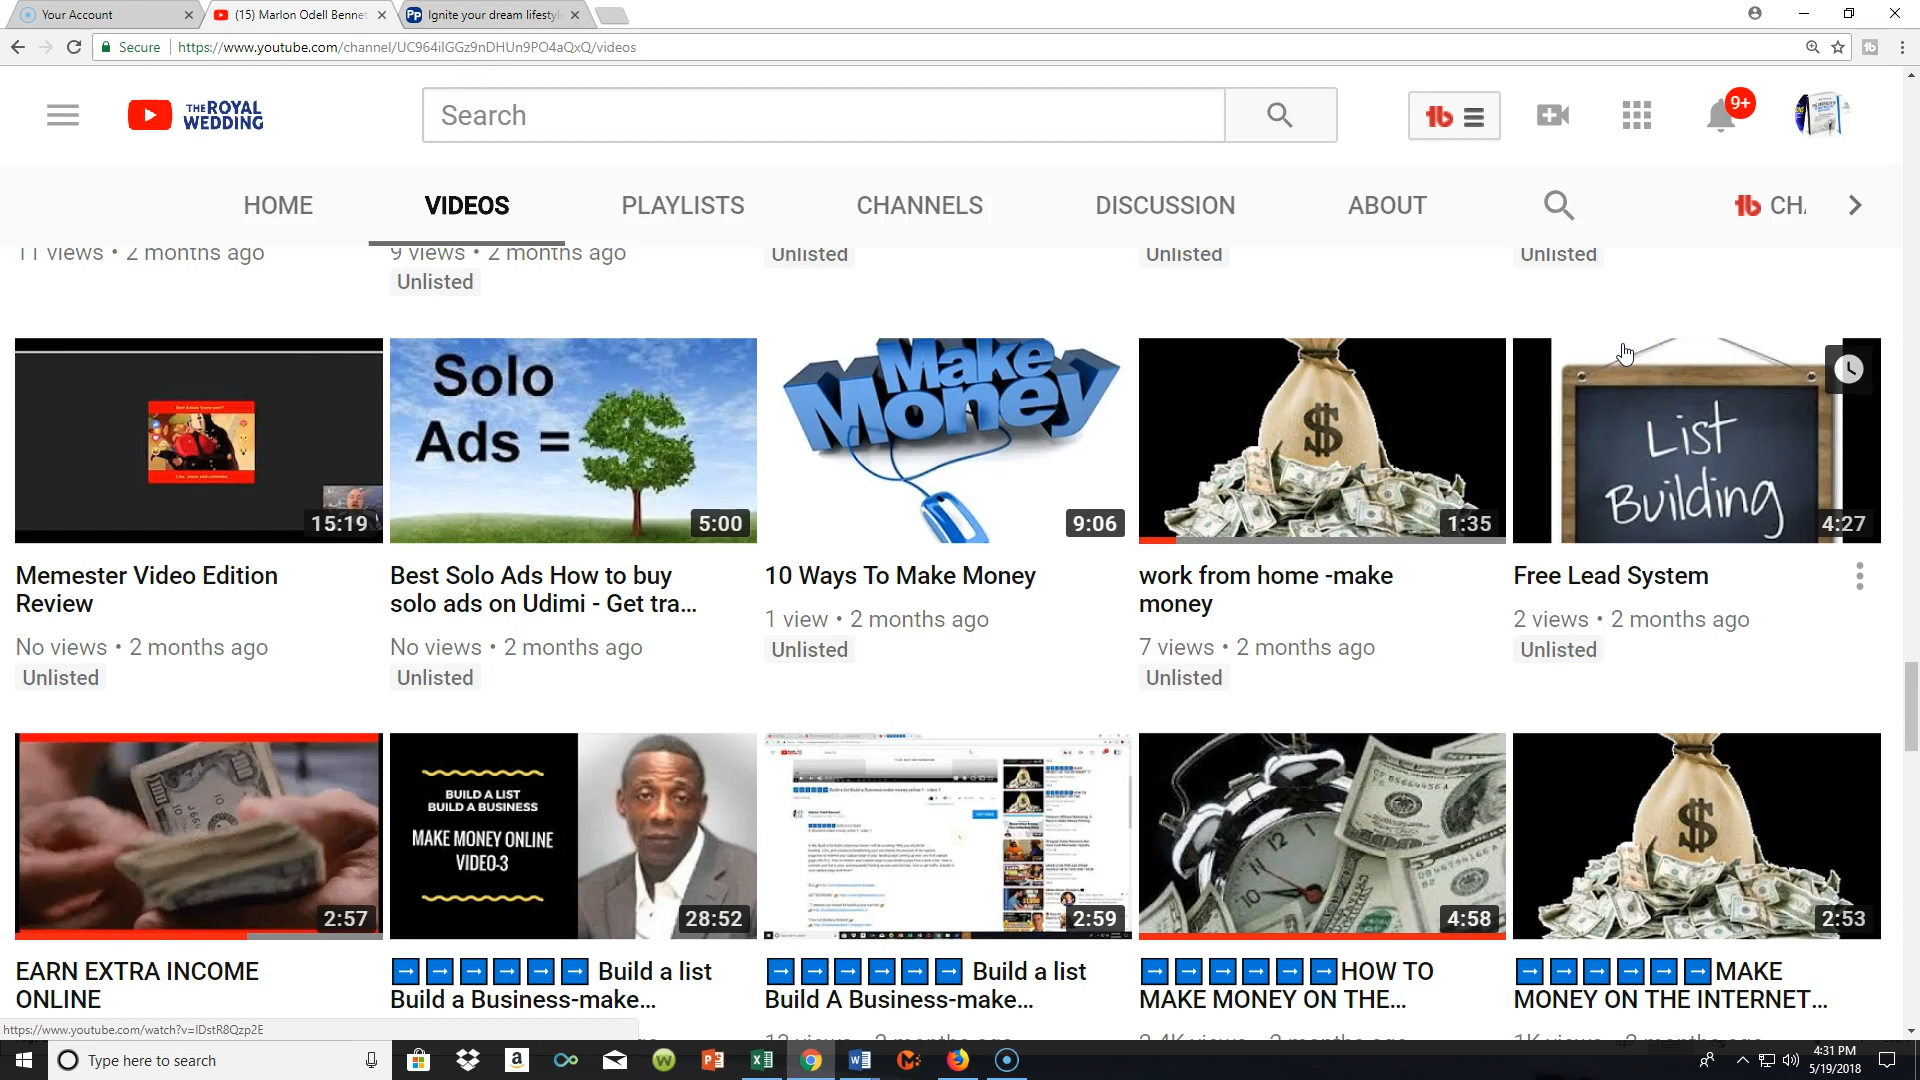 Your Account
(15) Marlon Odell Bennet
Ignite your dream lifestyl
Secure
https://www.youtube.com/channel/UC964iIGGz9nDHUn9PO4aQxQ/videos
THE ROYAL
WEDDING
Search
9+
HOME
VIDEOS
PLAYLISTS
CHANNELS
DISCUSSION
ABOUT
CHA
11 views • 2 months ago
9 views • 2 months ago
Unlisted
Unlisted
Unlisted
Unlisted
15:19
Solo
Ads =
5:00
Make
Money
9:06
$
1:35
List
Building
4:27
Memester Video Edition
Review
No views • 2 months ago
Unlisted
Best Solo Ads How to buy
solo ads on Udimi - Get tra...
No views • 2 months ago
Unlisted
10 Ways To Make Money
1 view • 2 months ago
Unlisted
work from home -make
money
7 views • 2 months ago
Unlisted
Free Lead System
2 views • 2 months ago
Unlisted
2:57
BUILD A LIST
BUILD A BUSINESS
MAKE MONEY ONLINE
VIDEO-3
28:52
2:59
4:58
$
2:53
EARN EXTRA INCOME
ONLINE
➡➡➡➡➡➡ Build a list
Build a Business-make...
➡➡➡➡➡➡ Build a list
Build A Business-make...
➡➡➡➡➡➡HOW TO
MAKE MONEY ON THE...
➡➡➡➡➡➡MAKE
MONEY ON THE INTERNET...
https://www.youtube.com/watch?v=IDstR8Qzp2E
Type here to search
4:31 PM
5/19/2018